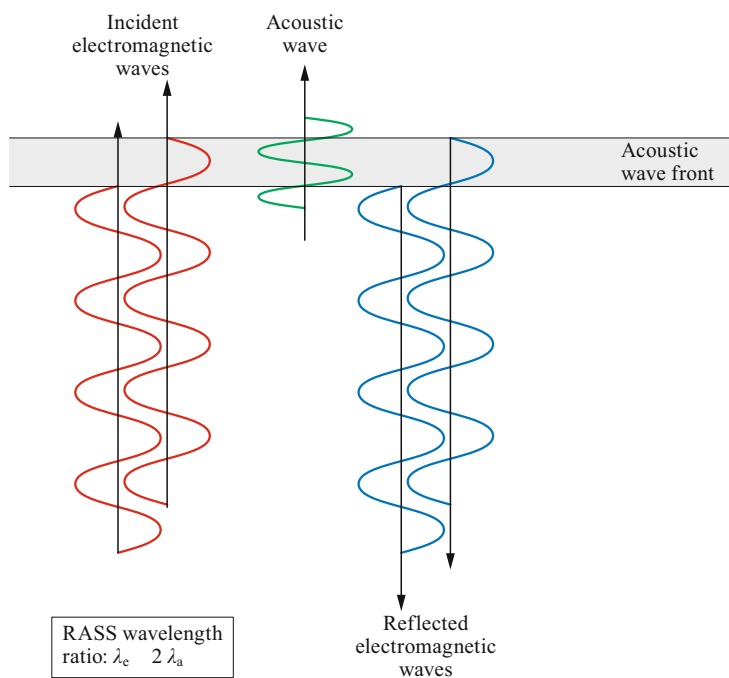 Incident
electromagnetic
waves
Acoustic
wave
Acoustic
wave front
Reflected
electromagnetic
waves
RASS wavelength
ratio: λe 2 λa